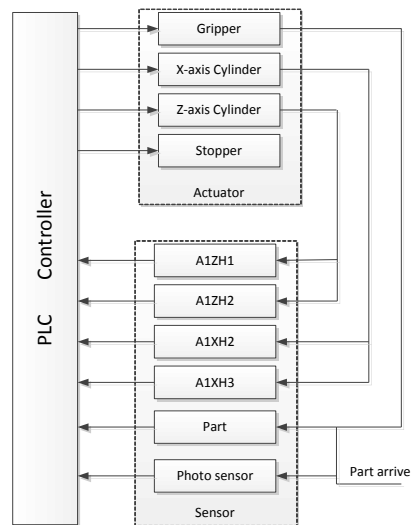 PLC Controller
Gripper
X-axis Cylinder
Z-axis Cylinder
Stopper
Actuator
A1ZH1
A1ZH2
A1XH2
A1XH3
Part
Photo sensor
Sensor
Part arrive